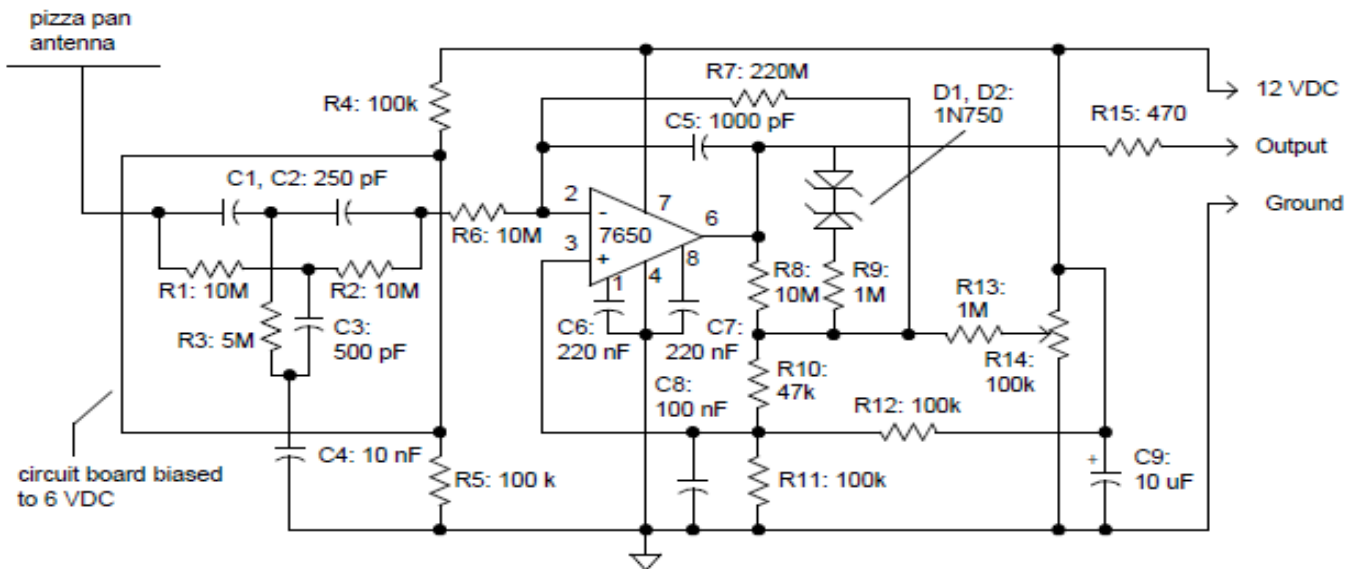 pizza pan
antenna
R7: 220M
D1, D2:
1N750
12 VDC
R4: 100k
C5: 1000 pF
R15: 470
Output
C1, C2: 250 pF
Ground
2
7
-
6
R6: 10M
7650
3
8
+
R8:
10M
R9:
1M
R1: 10M
R2: 10M
1
4
R13:
1M
R3: 5M
C3:
500 pF
C6:
220 nF
C7:
220 nF
R14:
100k
R10:
47k
C8:
100 nF
R12: 100k
C4: 10 nF
circuit board biased
to 6 VDC
R5: 100 k
R11: 100k
+
C9:
10 uF